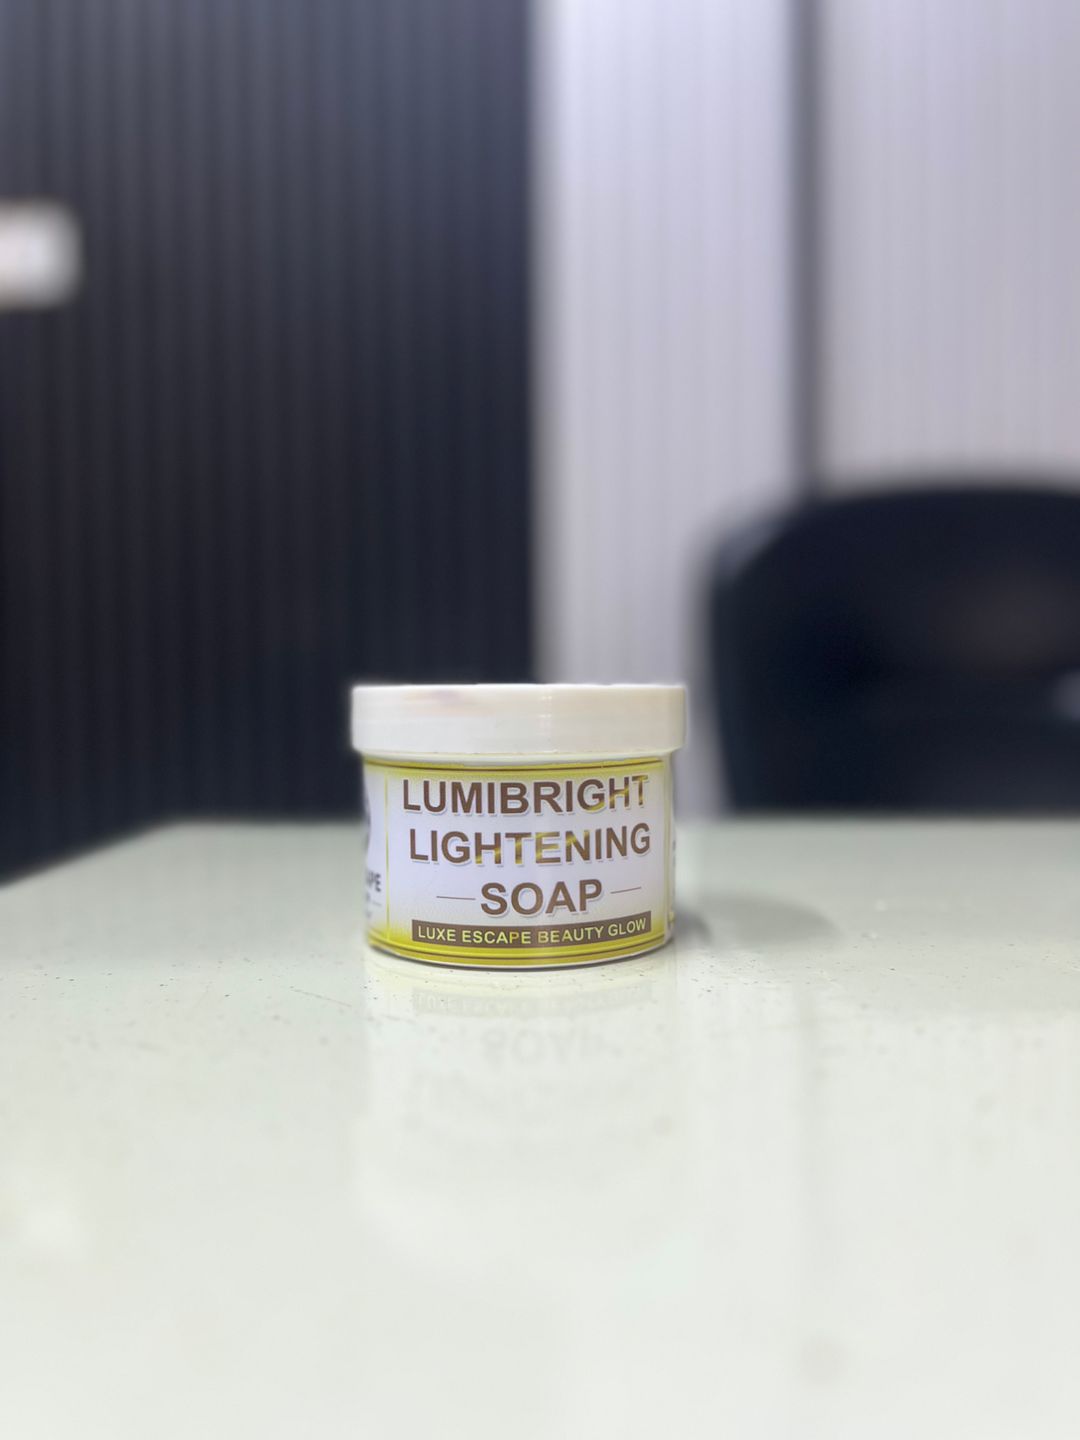 LUMIBRIGHT
LIGHTENING
SOAP
LUXE ESCAPE BEAUTY GLOW